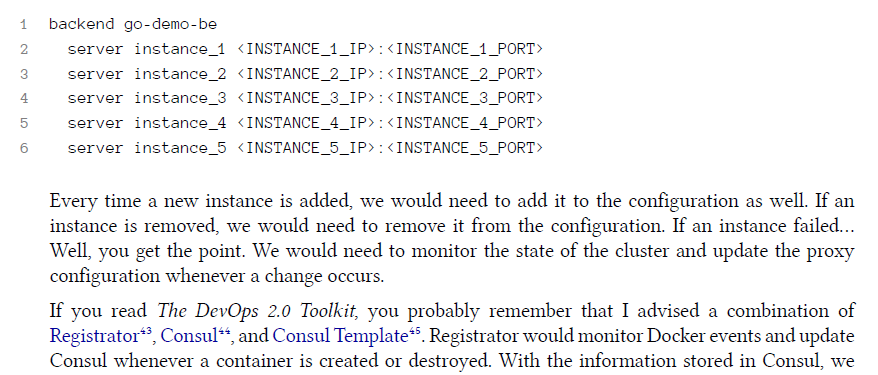 1 backend go-demo-be
2   server instance_1 <INSTANCE_1_IP>:<INSTANCE_1_PORT>
3   server instance_2 <INSTANCE_2_IP>:<INSTANCE_2_PORT>
4   server instance_3 <INSTANCE_3_IP>:<INSTANCE_3_PORT>
5   server instance_4 <INSTANCE_4_IP>:<INSTANCE_4_PORT>
6   server instance_5 <INSTANCE_5_IP>:<INSTANCE_5_PORT>
Every time a new instance is added, we would need to add it to the configuration as well. If an
instance is removed, we would need to remove it from the configuration. If an instance failed…
Well, you get the point. We would need to monitor the state of the cluster and update the proxy
configuration whenever a change occurs.
If you read The DevOps 2.0 Toolkit, you probably remember that I advised a combination of
Registrator⁴³, Consul⁴⁴, and Consul Template⁴⁵. Registrator would monitor Docker events and update
Consul whenever a container is created or destroyed. With the information stored in Consul, we